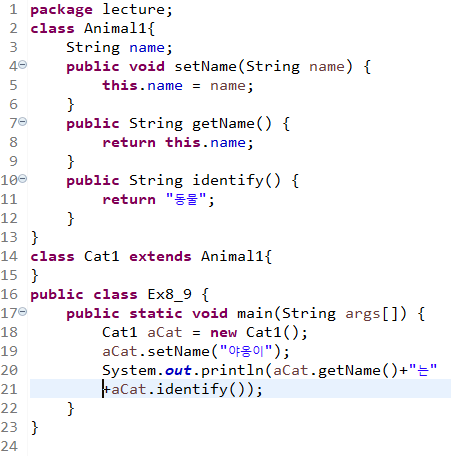 1 package lecture;
2 class Animal1{
3     String name;
4     public void setName(String name) {
5         this.name = name;
6     }
7     public String getName() {
8         return this.name;
9     }
10     public String identify() {
11         return "동물";
12     }
13 }
14 class Cat1 extends Animal1{
15 }
16 public class Ex8_9 {
17     public static void main(String args[]) {
18         Cat1 aCat = new Cat1();
19         aCat.setName("야옹이");
20         System.out.println(aCat.getName()+"는"
21         +aCat.identify());
22     }
23 }
24